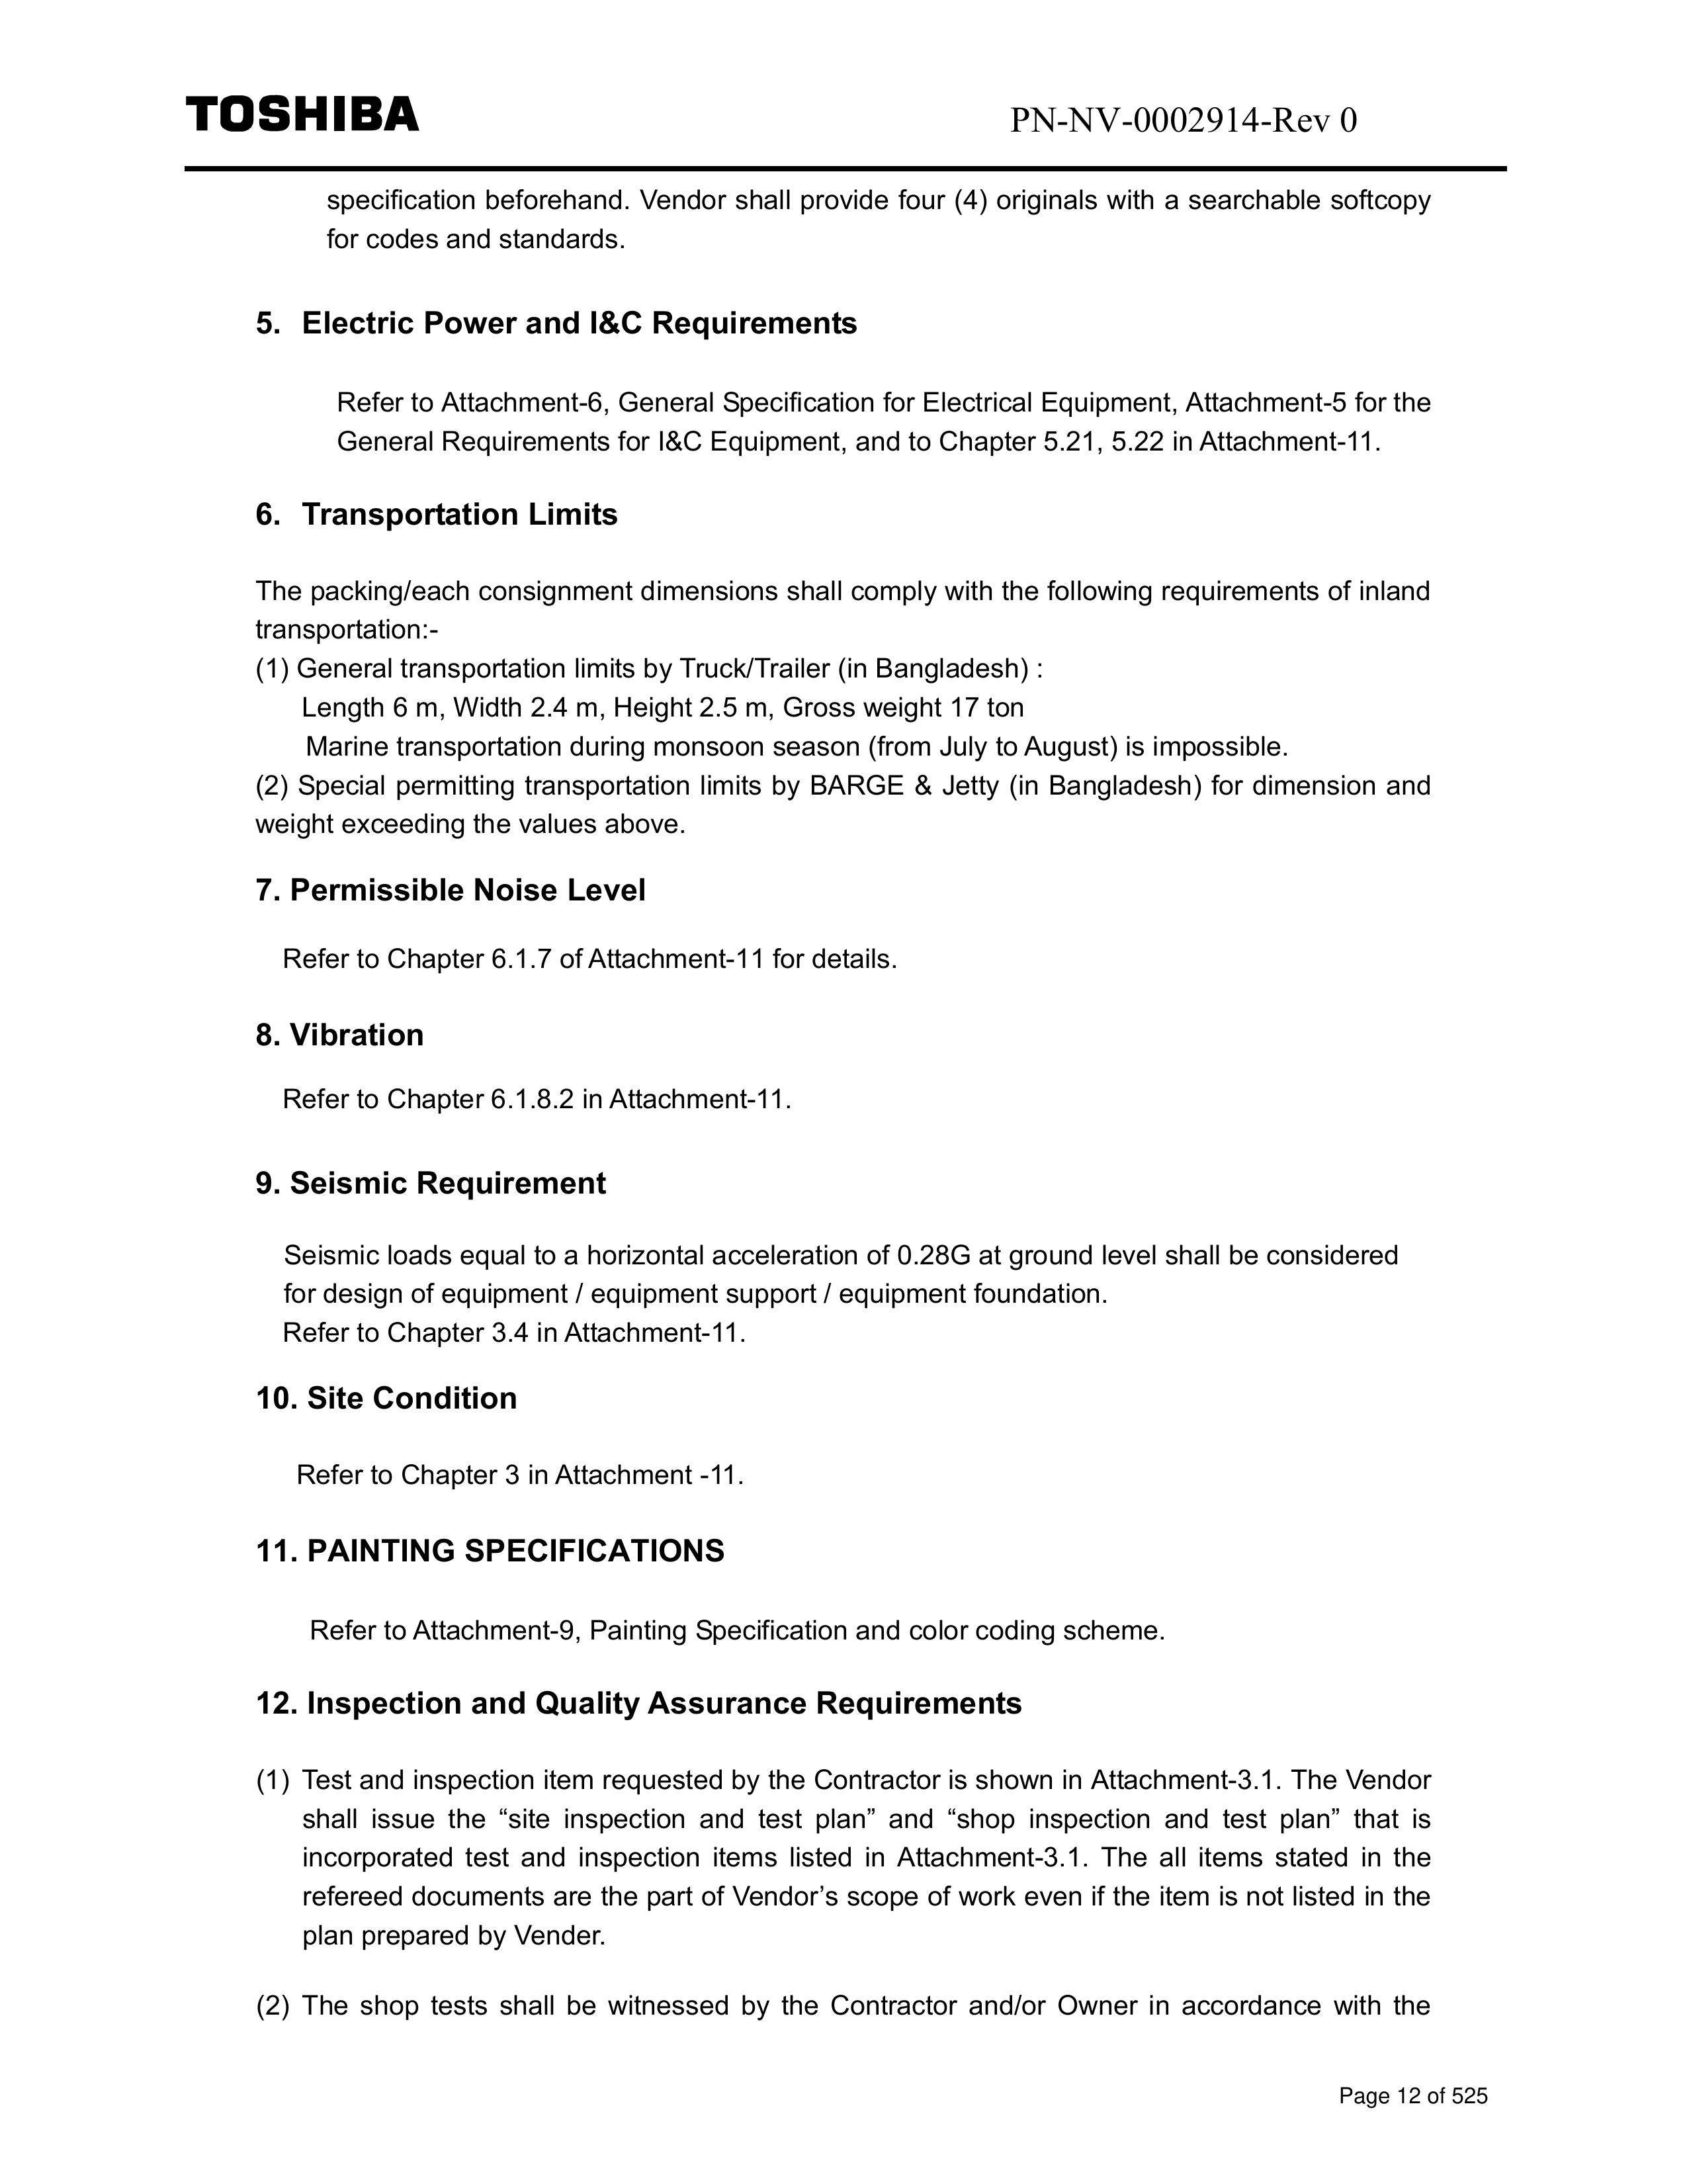 TOSHIBA
PN-NV-0002914-Rev 0
specification beforehand. Vendor shall provide four (4) originals with a searchable softcopy
for codes and standards.
5. Electric Power and I&C Requirements
Refer to Attachment-6, General Specification for Electrical Equipment, Attachment-5 for the
General Requirements for I&C Equipment, and to Chapter 5.21, 5.22 in Attachment-11.
6. Transportation Limits
The packing/each consignment dimensions shall comply with the following requirements of inland
transportation:-
(1) General transportation limits by Truck/Trailer (in Bangladesh) :
Length 6 m, Width 2.4 m, Height 2.5 m, Gross weight 17 ton
Marine transportation during monsoon season (from July to August) is impossible.
(2) Special permitting transportation limits by BARGE & Jetty (in Bangladesh) for dimension and
weight exceeding the values above.
7. Permissible Noise Level
Refer to Chapter 6.1.7 of Attachment-11 for details.
8. Vibration
Refer to Chapter 6.1.8.2 in Attachment-11.
9. Seismic Requirement
Seismic loads equal to a horizontal acceleration of 0.28G at ground level shall be considered
for design of equipment / equipment support / equipment foundation.
Refer to Chapter 3.4 in Attachment-11.
10. Site Condition
Refer to Chapter 3 in Attachment -11.
11. PAINTING SPECIFICATIONS
Refer to Attachment-9, Painting Specification and color coding scheme.
12. Inspection and Quality Assurance Requirements
(1) Test and inspection item requested by the Contractor is shown in Attachment-3.1. The Vendor
shall issue the “site inspection and test plan” and “shop inspection and test plan” that is
incorporated test and inspection items listed in Attachment-3.1. The all items stated in the
refereed documents are the part of Vendor’s scope of work even if the item is not listed in the
plan prepared by Vender.
(2) The shop tests shall be witnessed by the Contractor and/or Owner in accordance with the
Page 12 of 525